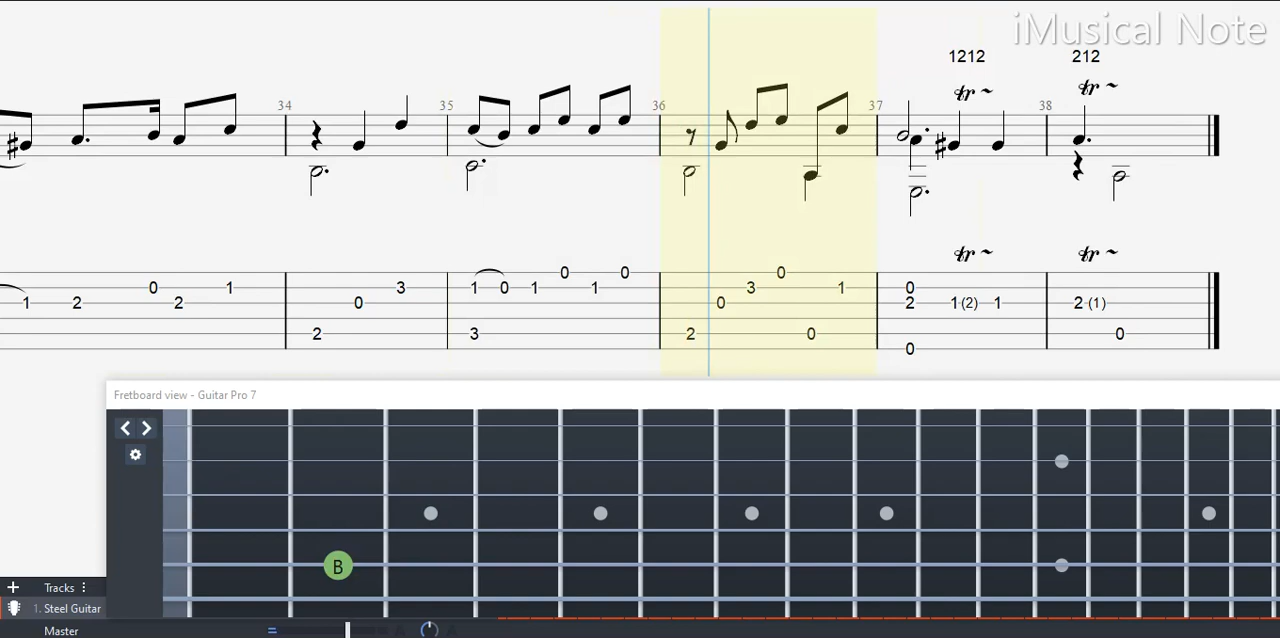 iMusical Note
1212 212
tr tr
34 35 36 37 38
tr tr
0 0 0
0 1 1 0 1 1 3 1 0
1 2 2 0 3 0 2 1(2) 1 2(1)
2 3 2 0 0
0
Fretboard view - Guitar Pro 7
B
Tracks
1. Steel Guitar
Master